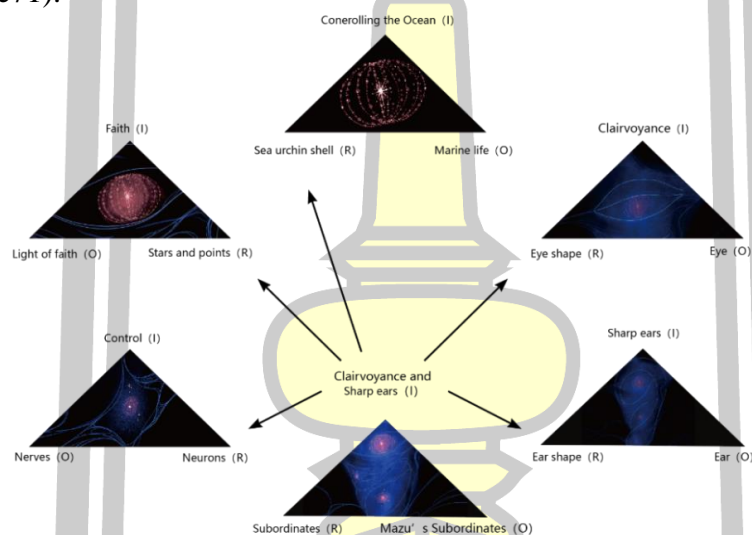 Conerolling the Ocean (I)
Sea urchin shell (R) Marine life (O)
Faith (I)
Light of faith (O) Stars and points (R)
Clairvoyance (I)
Eye shape (R) Eye (O)
Control (I)
Nerves (O) Neurons (R)
Clairvoyance and
Sharp ears (I)
Subordinates (R) Mazu' s Subordinates (O)
Sharp ears (I)
Ear shape (R) Ear (O)